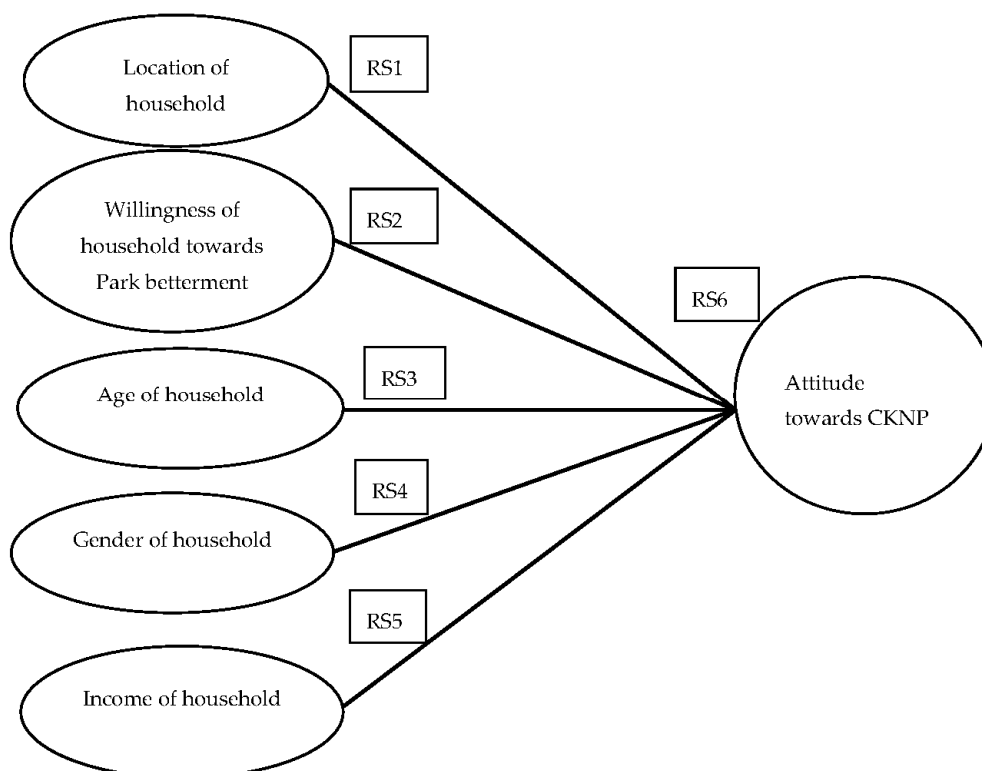 Location of
household
RS1
Willingness of
household towards
Park betterment
RS2
RS6
Age of household
RS3
Attitude
towards CKNP
Gender of household
RS4
Income of household
RS5